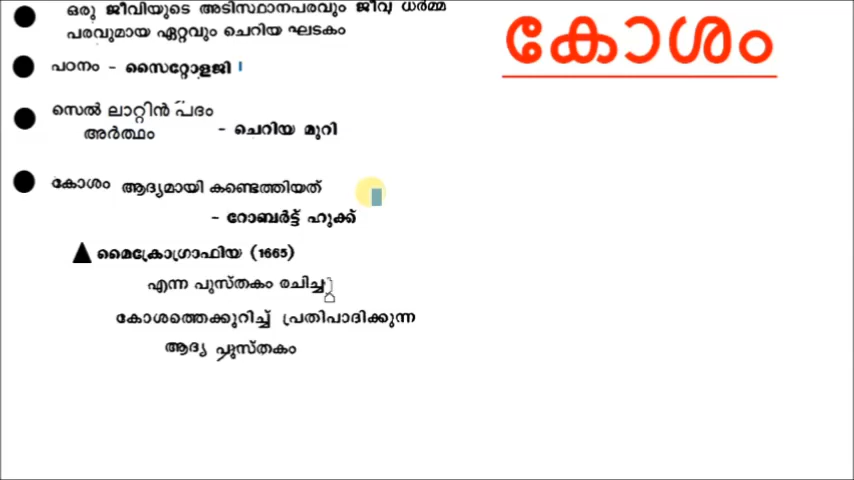 ഒരു ജീവിയുടെ അടിസ്ഥാനപരവും ജീവ ധർമ്മ
പരവുമായ ഏറ്റവും ചെറിയ ഘടകം
കോശം
പഠനം - സൈറ്റോളജി
സെൽ ലാറ്റിൻ പദം
അർത്ഥം
- ചെറിയ മുറി
കോശം ആദ്യമായി കണ്ടെത്തിയത്
- റോബർട്ട് ഹുക്ക്
മൈക്രോഗ്രാഫിയ (1665)
എന്ന പുസ്തകം രചിച്ചു
കോശത്തെക്കുറിച്ച് പ്രതിപാദിക്കുന്ന
ആദ്യ പുസ്തകം